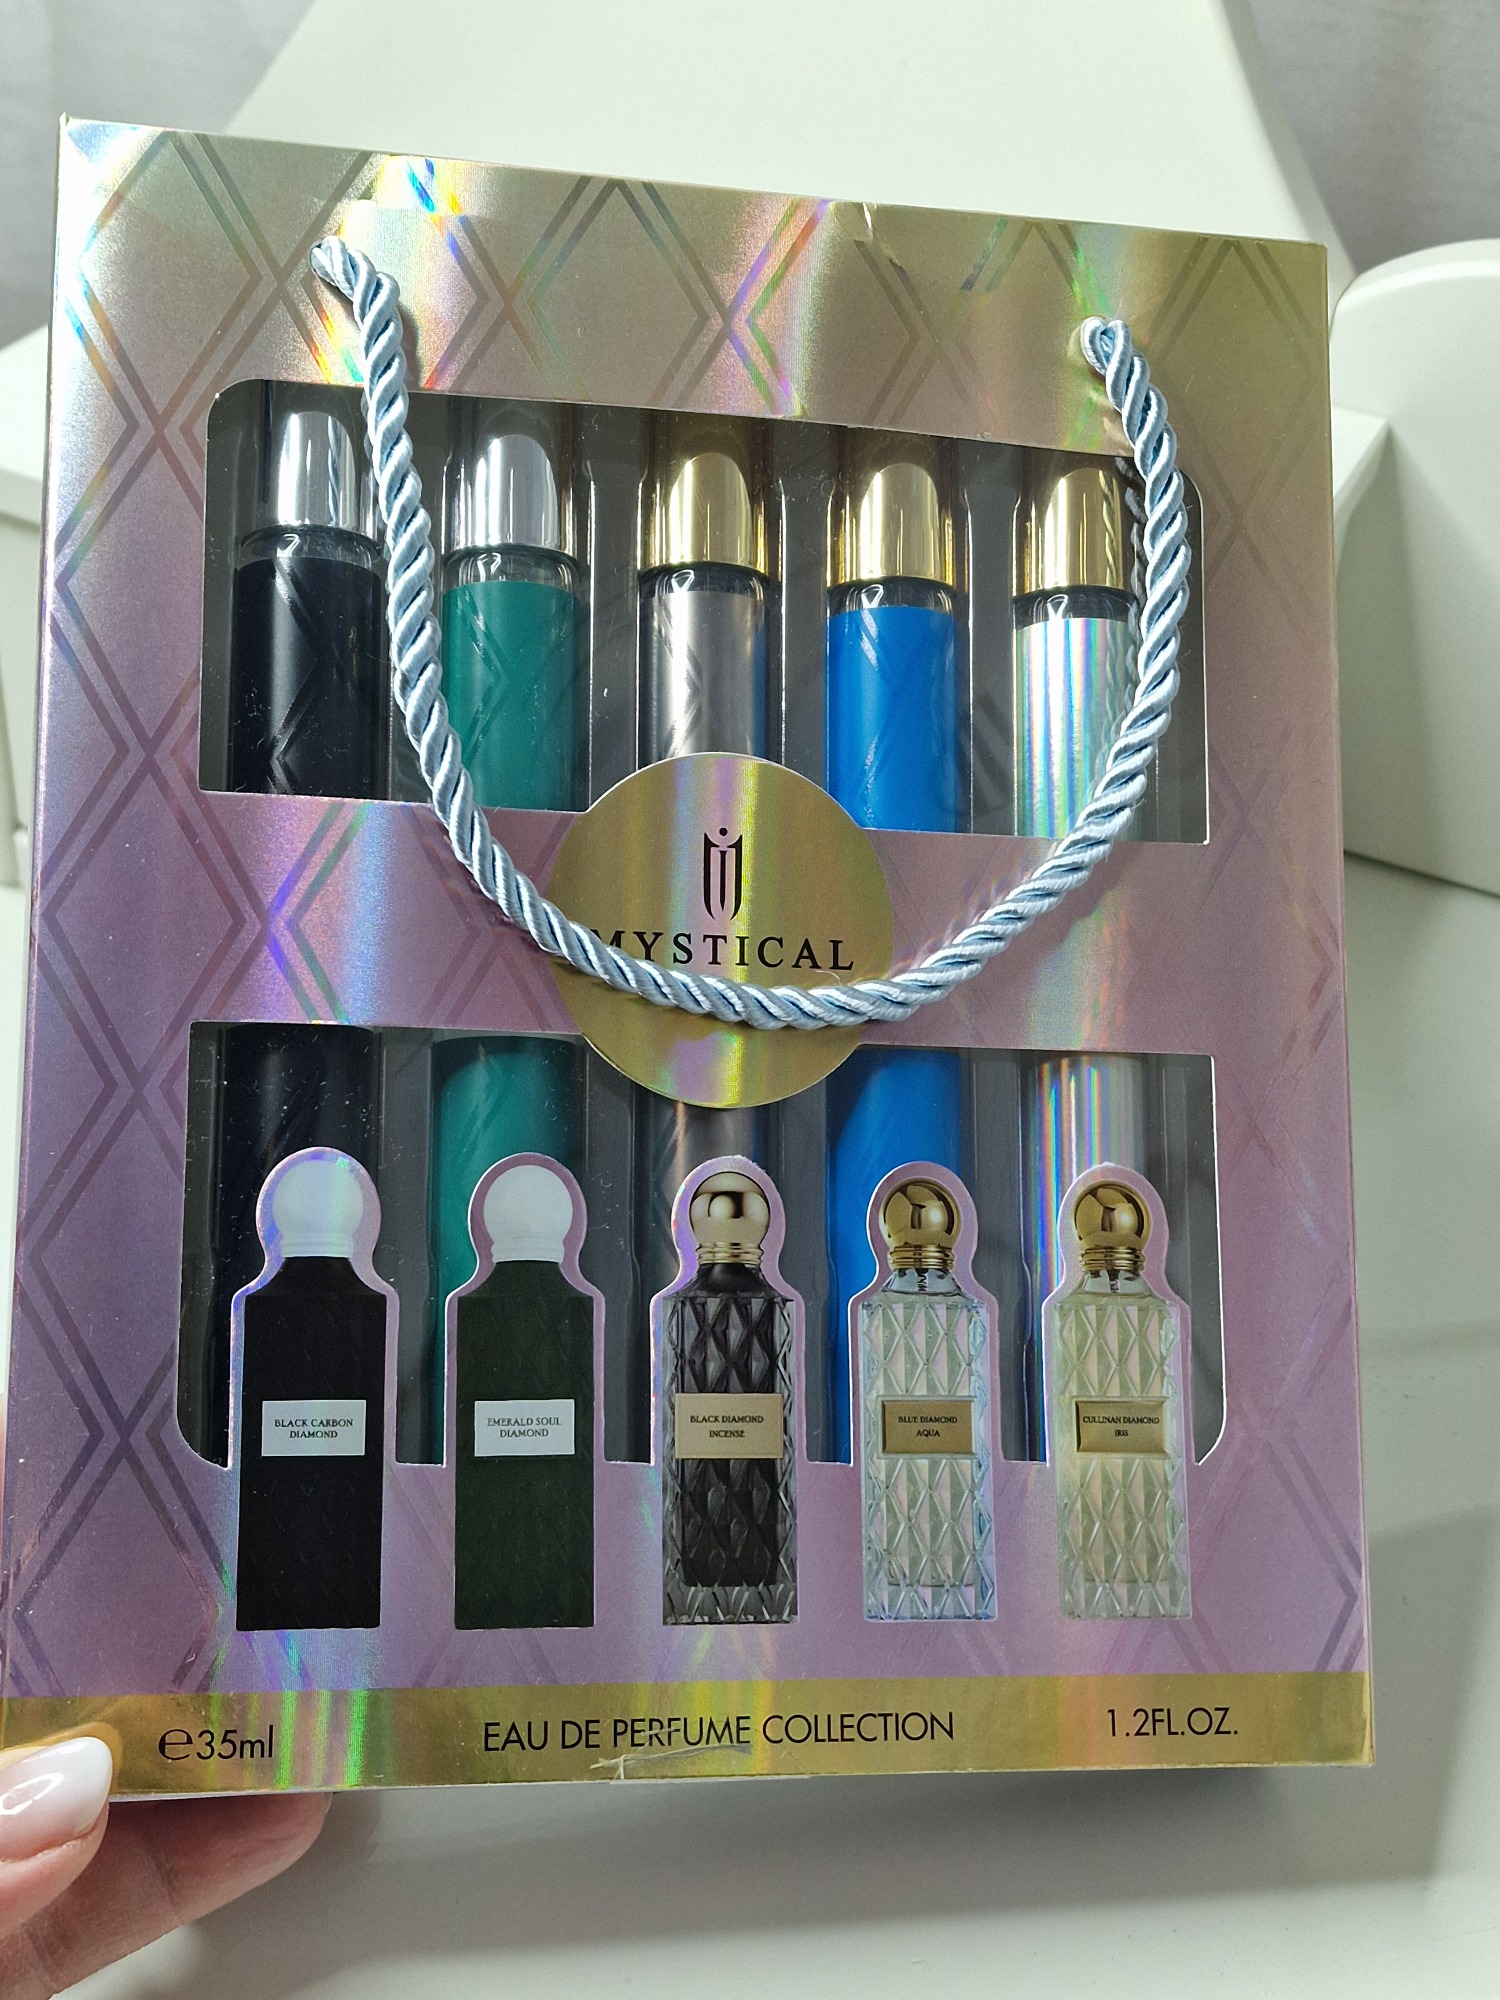 MYSTICAL
BLACK CARBON
DIAMOND
EMERALD SOUL
DIAMOND
BLACK DIAMOND
INCENSE
BLUE DIAMOND
AQUA
CULLINAN DIAMOND
IRIS
℮35ml
EAU DE PERFUME COLLECTION
1.2FL.OZ.